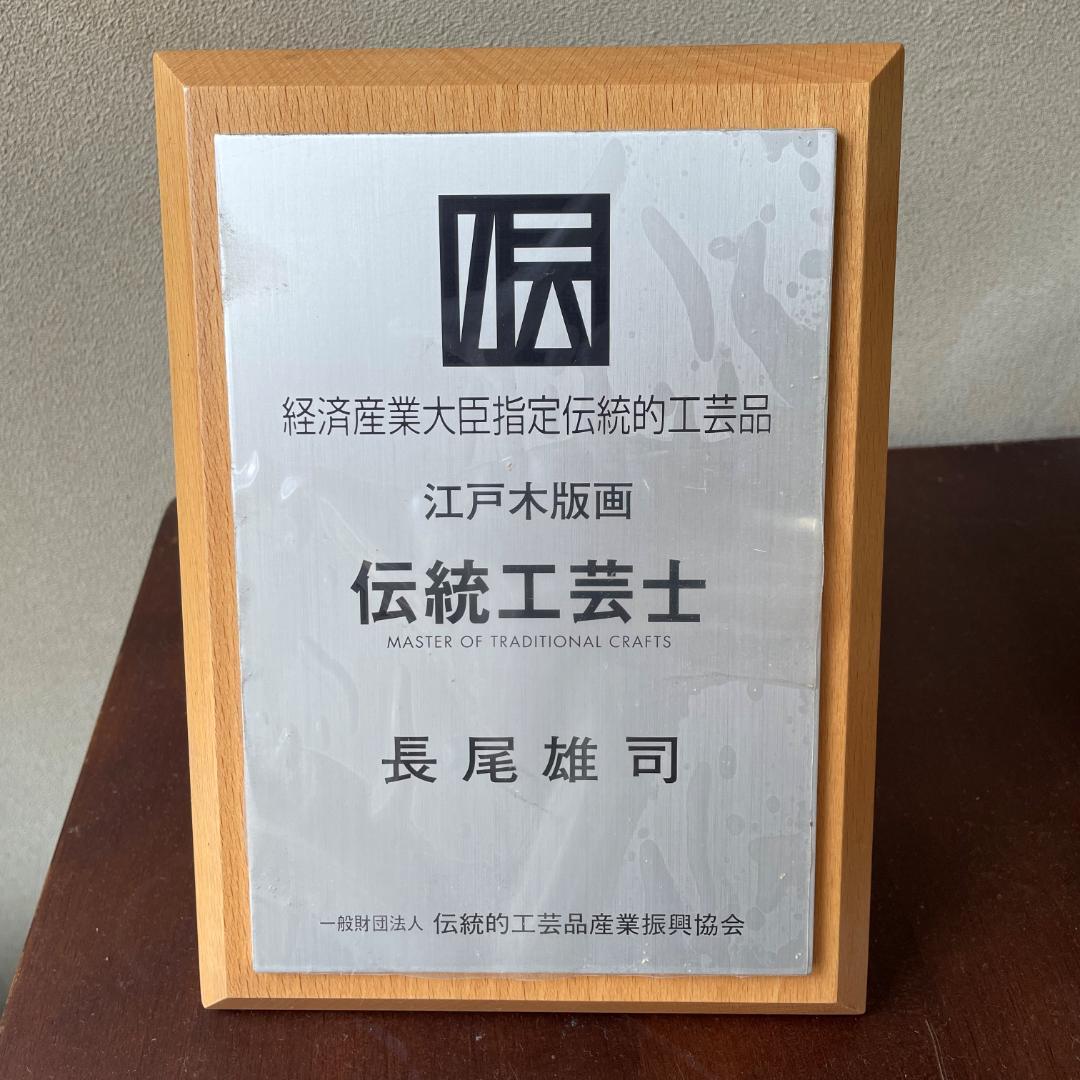 経済産業大臣指定伝統的工芸品
江戸木版画
伝統工芸士
MASTER OF TRADITIONAL CRAFTS
長尾雄司
一般財団法人 伝統的工芸品産業振興協会